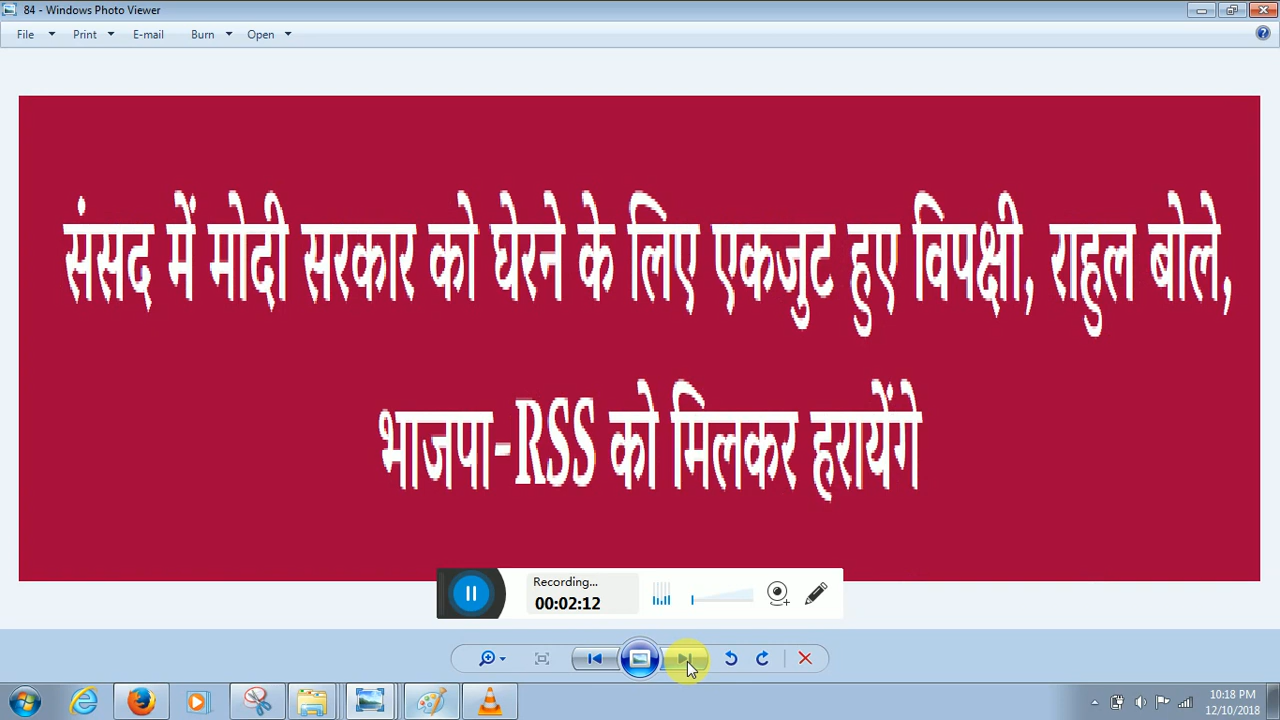 84 - Windows Photo Viewer
File Print E-mail Burn Open
संसद में मोदी सरकार को घेरने के लिए एकजुट हुए विपक्षी, राहुल बोले,
भाजपा-RSS को मिलकर हरायेंगे
Recording...
00:02:12
10:18 PM
12/10/2018